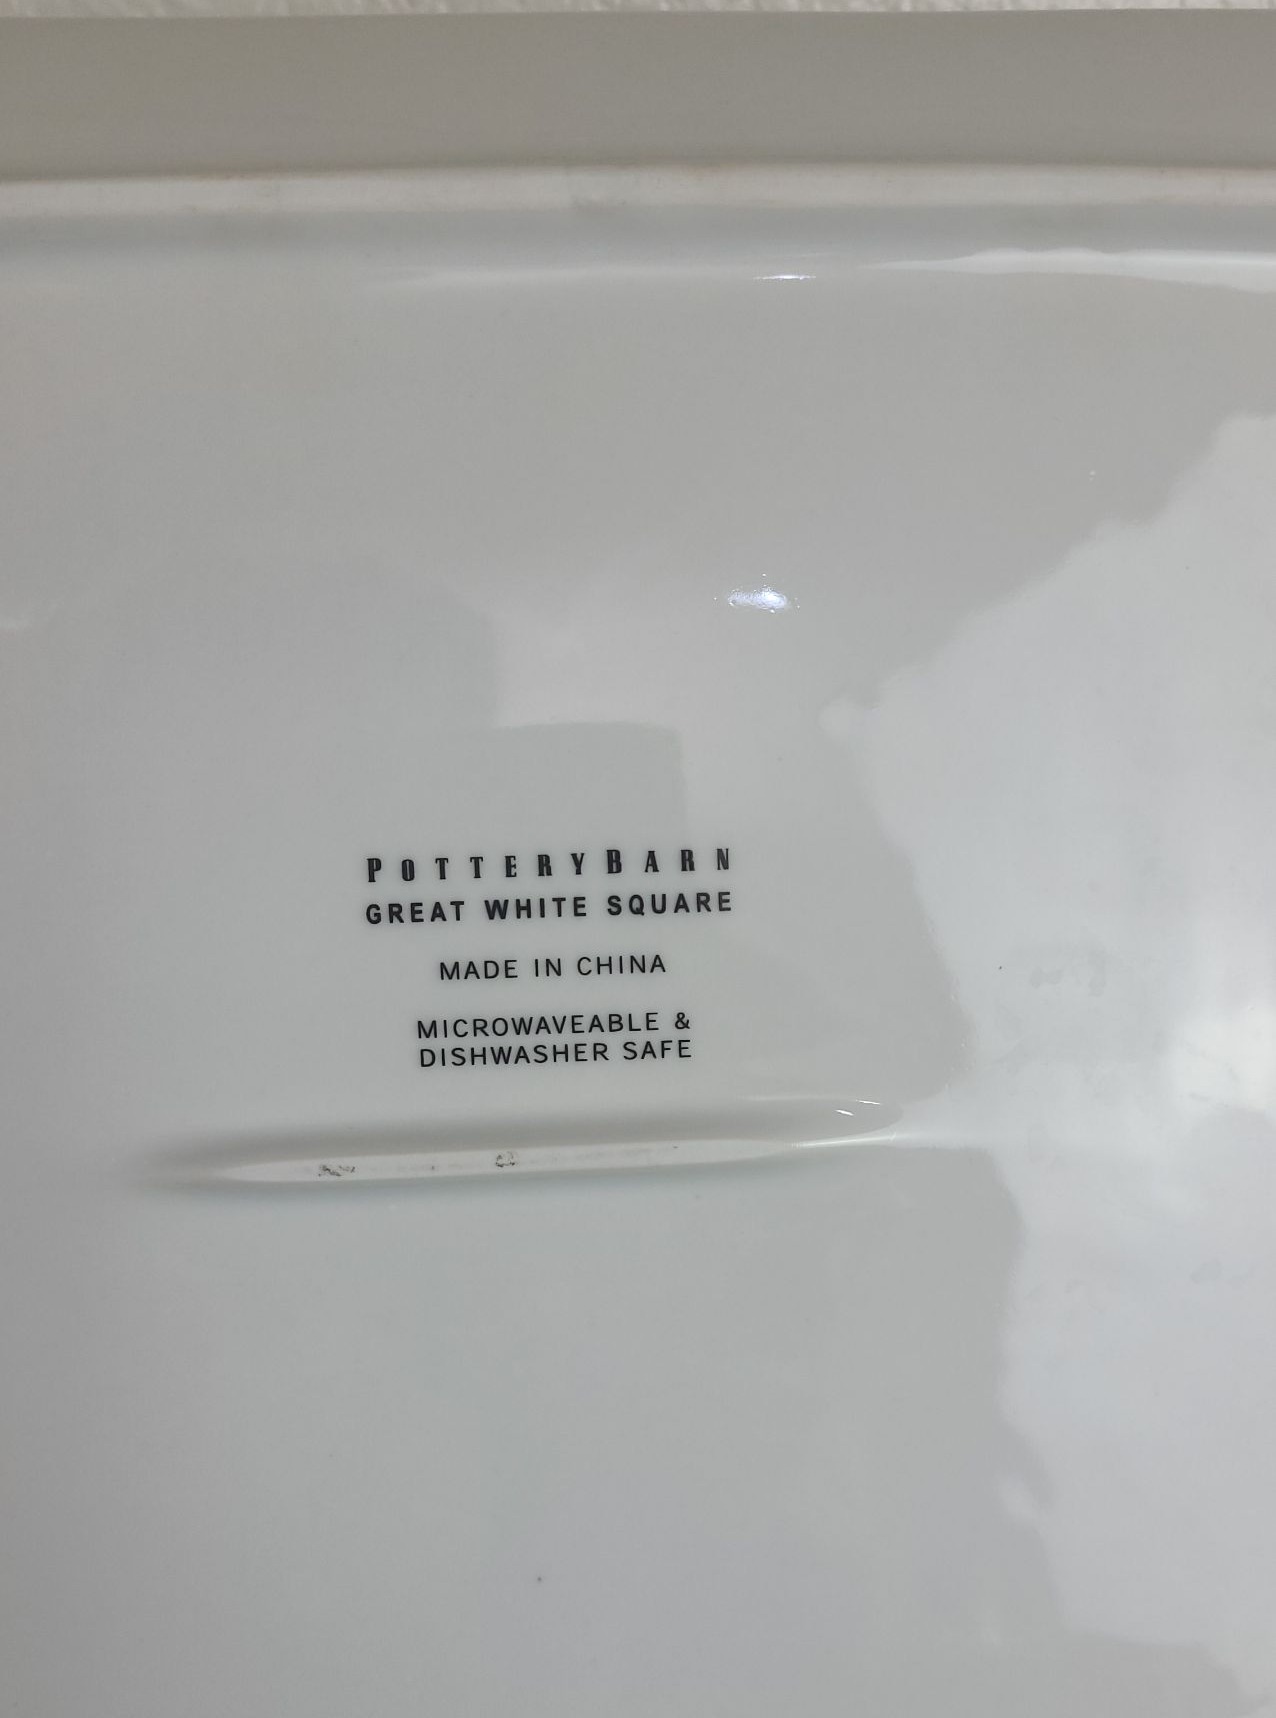 POTTERYBARN
GREAT WHITE SQUARE
MADE IN CHINA
MICROWAVEABLE &
DISHWASHER SAFE